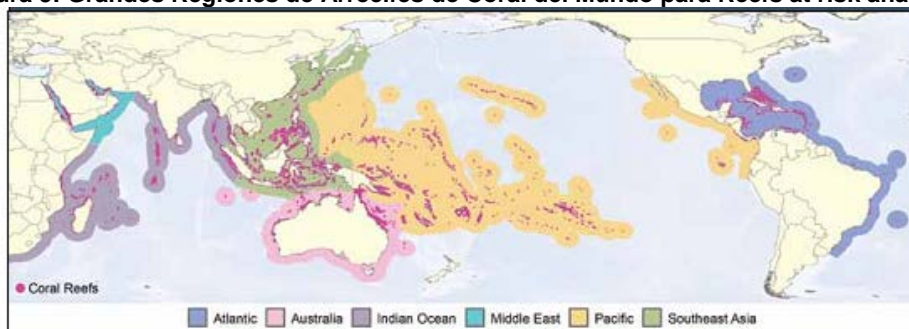 Grandes Regiones de Arrecifes de Coral del Mundo para Reefs at risk
Coral Reefs
Atlantic Australia Indian Ocean Middle East Pacific Southeast Asia